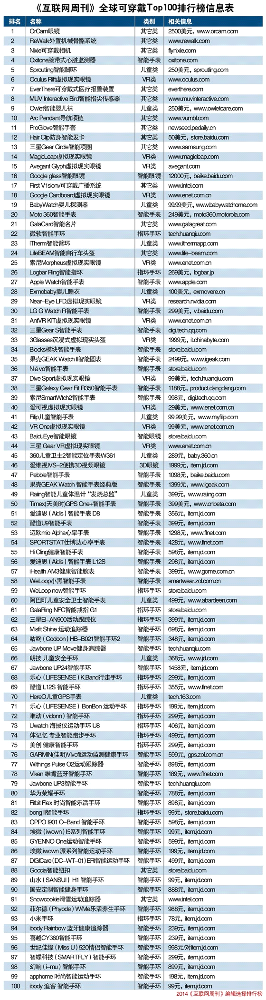 《互联网周刊》全球可穿戴Top100排行榜信息表
排名 名称 类别 相关信息
1 OrCam眼镜 其它类 2500美元，www.orcam.com
2 ReWalk外置机械骨骼系统 其它类 www.rewalk.com
3 Nixie可穿戴相机 其它类 flynixie.com
4 Oxitone腕带式心脏监测器 智能手表 oxitone.com
5 Sproutling智能脚环 儿童类 250美元，sproutling.com
6 Oculus Rift虚拟现实眼镜 VR类 www.oculus.com
7 EverThere可穿戴式医疗报警装置 其它类 everthere.com
8 MUV Interactive Bird智能指尖传感器 其它类 www.muvinteractive.com
9 Owlet智能婴儿袜 儿童类 250美元，www.owletcare.com
10 Arc Pendant导航项链 其它类 www.vumbl.com
11 ProGlove智能手套 其它类 newseed.pedaily.cn
12 Hair Clip防身智能发卡 其它类 50美元，store.baidu.com
13 三星Gear Circle智能项圈 其它类 www.samsung.com
14 MagicLeap虚拟现实眼镜 VR类 www.magicleap.com
15 Avegant Glyph虚拟现实眼镜 VR类 avegant.com
16 Google glass智能眼镜 智能眼镜 12000元，baike.baidu.com
17 First V1sionv可穿戴广播系统 其它类 www.intel.com
18 Google Cardboard虚拟现实眼镜 VR类 www.enet.com.cn
19 BabyWatch婴儿探测器 儿童类 99.99美元，www.babywatchome.com
20 Moto 360智能手表 智能手表 249美元，moto360.motorola.com
21 GalaCard智能名片 其它类 www.galagreat.com
22 微软智能手环 指环手环 tech.huanqiu.com
23 iTherm智能臂环 儿童类 www.ithermapp.com
24 LifeBEAM智能自行车头盔 其它类 www.life-beam.com
25 索尼Morpheus虚拟现实眼镜 VR类 www.enet.com.cn
26 Logbar Ring智能指环 指环手环 269美元，logbar.jp
27 Apple Watch智能手表 智能手表 www.apple.com
28 Exmobaby婴儿睡衣 儿童类 100美元，exmovere.cn
29 Near-Eye LFD虚拟现实眼镜 VR类 research.nvidia.com
30 LG G Watch R智能手表 智能手表 299美元，v.baidu.com
31 AntVR KIT虚拟现实眼镜 VR类 www.enet.com.cn
32 三星Gear S智能手表 智能手表 digi.tech.qq.com
33 3Glasses沉浸式虚拟现实头盔 VR类 1999元，it.chinabyte.com
34 Blocks模块智能手表 智能手表 store.baidu.com
35 果壳GEAK Watch II智能圆表 智能手表 2499元，www.igeak.com
36 Névo智能手表 智能手表 store.baidu.com
37 Dive Sport虚拟现实眼镜 VR类 99美元，tech.huanqiu.com
38 三星Galaxy Gear Fit R350智能手表 智能手表 1188元，product.dangdang.com
39 索尼SmartWtch2智能手表 智能手表 998元，digi.tech.qq.com
40 爱可视虚拟现实眼镜 VR类 29美元，www.enet.com.cn
41 Filip儿童智能手表 儿童类 99.99美元，www.myfilip.com
42 VR One虚拟现实眼镜 VR类 99美元，www.enet.com.cn
43 BaiduEye智能眼镜 智能眼镜 store.baidu.com
44 三星 Gear VR虚拟现实眼镜 VR类 www.enet.com.cn
45 360儿童卫士2智能定位手表W361 儿童类 289元，baby.360.cn
46 爱维视IVS-2便携3D视频眼镜 3D眼镜 1999元，item.jd.com
47 Pebble智能手表 智能手表 1098元，baike.baidu.com
48 果壳GEAK Watch 智能手表经典版 智能手表 1399元，www.igeak.com
49 Raiing智能儿童体温计“发烧总监” 儿童类 399元，www.raiing.com
50 Timex(天美时)GPS One+智能手表 智能手表 399美元，www.cnbeta.com
51 爱迪思（Aidis）智能手表 D8 智能手表 356元，item.jd.com
52 酷道U9智能手表 智能手表 399元，item.jd.com
53 迈欧mio Alpha心率手表 智能手表 1298元，www.flnet.com
54 SPORTSTAT仕博达心率手表 智能手表 428元，www.flnet.com
55 Hi Cling健康智能手表 智能手表 598元，item.jd.com
56 爱迪思（Aidis）智能手表 L12S 智能手表 298元，item.jd.com
57 iHealth AM3健康智能腕表 智能手表 399元，www.gome.com.cn
58 WeLoop小黑智能手表 智能手表 smartwear.zol.com.cn
59 WeLoop now智能手环 指环手环 store.baidu.com
60 阿巴町儿童安全卫士智能手表 儿童类 499元，www.abardeen.com
61 GalaRing NFC智能戒指 G1 指环手环 store.baidu.com
62 三星EI-AN900活动跟踪仪 指环手环 399元，item.jd.com
63 Misfit Shine 运动追踪器 智能手环 698元，item.jd.com
64 咕咚（Codoon）HB-B021智能手环2 智能手环 348元，item.jd.com
65 Jawbone UP Move健身追踪器 智能手环 tech.huanqiu.com
66 朗技 儿童安全手环 儿童类 368元，www.jd.com
67 Jawbone UP24智能手环 智能手环 1458元，item.jd.com
68 乐心（LIFESENSE）K.Band行走手环 指环手环 299元，item.jd.com
69 酷道 L12S 智能手环 指环手环 355元，www.flnet.com
70 HereO儿童GPS手表 儿童类 tech.163.com
71 乐心（LIFESENSE）BonBon 运动手环 指环手环 199元，item.jd.com
72 唯动（vidonn）智能手环 指环手环 299元，item.jd.com
73 Uwatch 海拔仪运动手环 U8 指环手环 406元，item.jd.com
74 体记忆 专业智能跑步手环 指环手环 499元，item.jd.com
75 美创 健康智能手环 指环手环 299元，item.jd.com
76 GARMIN(佳明)Vivofit运动监测健康手环 智能手环 599元，gps.zol.com.cn
77 Withings Pulse O2运动跟踪器 智能手环 898元，item.jd.com
78 Viken 维肯蓝牙智能手环 智能手环 189元，www.flnet.com
79 Jawbone UP3智能手环 智能手环 tech.huanqiu.com
80 华为荣耀手环 智能手环 788元，item.jd.com
81 Fitbit Flex 时尚智能乐活手环 智能手环 898元，item.jd.com
82 bong II智能手环 指环手环 99元，store.baidu.com
83 OPPO I901 O-Band 智能手环 智能手环 598元，item.jd.com
84 埃微（iwown）I5系列智能手环 智能手环 99元，item.jd.com
85 GYENNO One运动智能手环 智能手环 599元，item.jd.com
86 埃微 iwown 派系列智能运动手环 智能手环 199元，item.jd.com
87 DIGICare(DC-WT-01)ERI智能运动手环 智能手环 499元，item.jd.com
88 Goccia智能纽扣 其它类 store.baidu.com
89 山水（SANSUI）H1 智能手环 智能手环 99元，item.jd.com
90 国安定制智能健身手环 智能手环 888元，item.jd.com
91 Snowcookie滑雪运动追踪器 其它类 www.intel.com
92 菲尔德（Phyode）W/Me乐活养生手环 智能手环 988元，item.jd.com
93 小米手环 指环手环 78元，item.jd.com
94 ibody Rainbow 蓝牙健康追踪器 智能手环 239元，item.jd.com
95 喜越CY360智能手环 智能手环 239元，item.jd.com
96 世纪佳缘（Miss U）520情侣智能手环 智能手环 998元/对item.jd.com
97 智蝶科技（SMARTFLY）智能手环 智能手环 299元，item.jd.com
98 幻响（i-mu）智能手环 智能手环 899元，item.jd.com
99 apphome 时尚智能运动手环 智能手环 198元，item.jd.com
100 ibody 追客 智能手环 智能手环 99元，item.jd.com
2014《互联网周刊》编辑选择排行榜